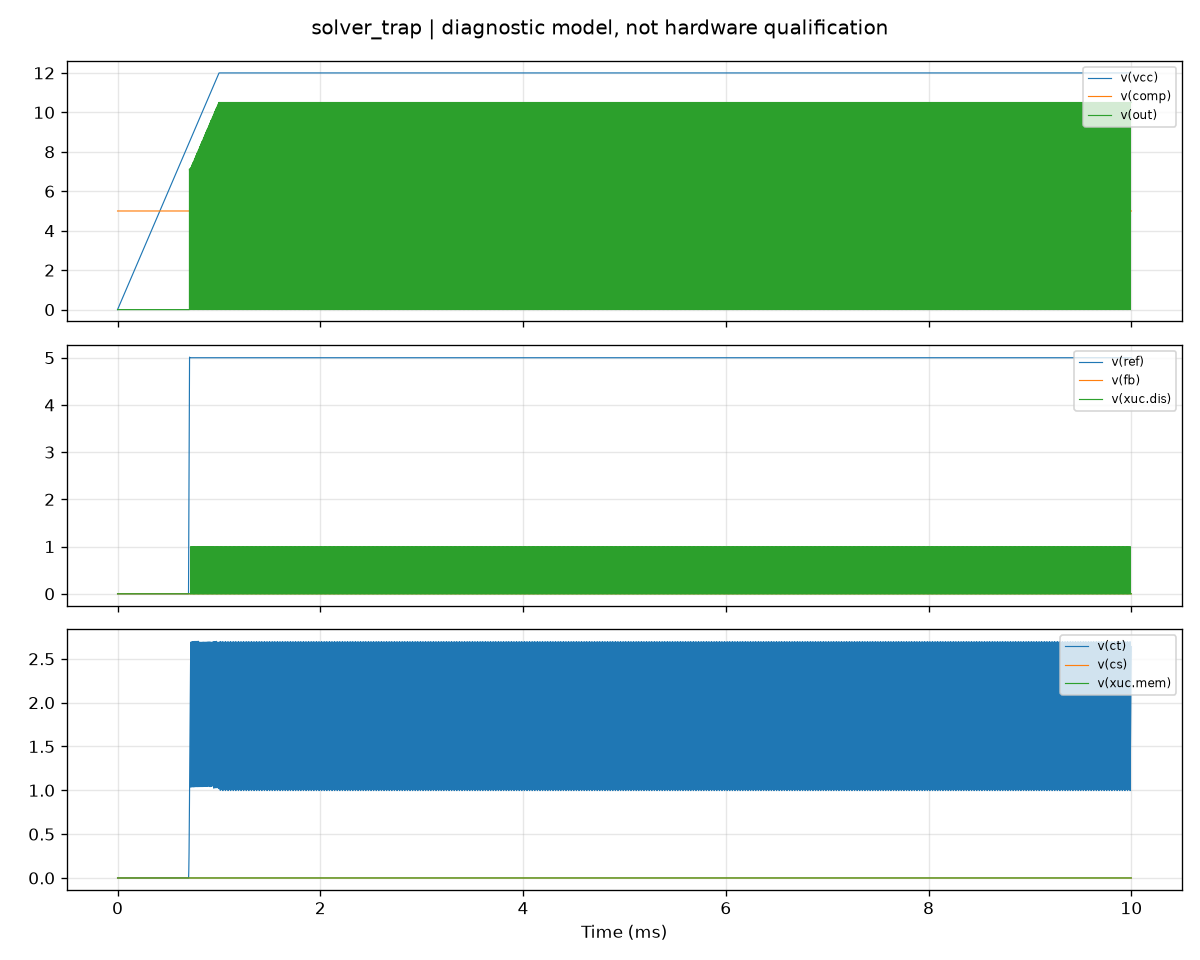 solver_trap | diagnostic model, not hardware qualification
12
10
8
6
4
2
0
v(vcc)
v(comp)
v(out)
5
4
3
2
1
0
v(ref)
v(fb)
v(xuc.dis)
2.5
2.0
1.5
1.0
0.5
0.0
v(ct)
v(cs)
v(xuc.mem)
0 2 4 6 8 10
Time (ms)